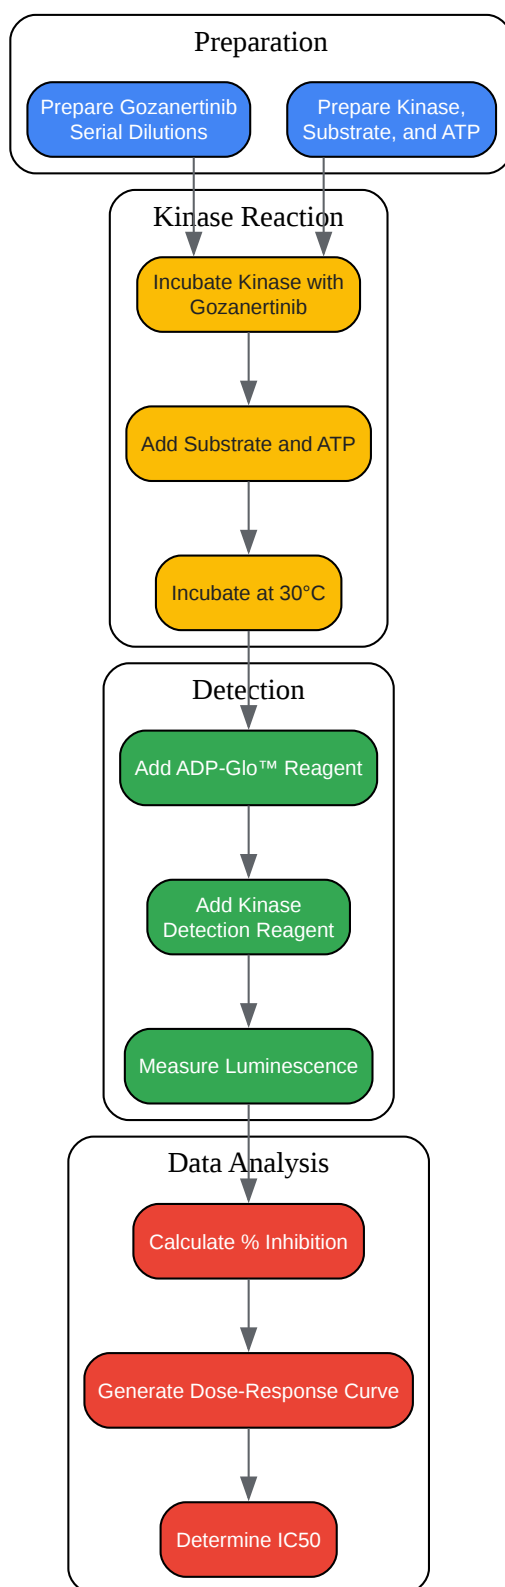 Preparation
Prepare Gozanertinib
Serial Dilutions
Prepare Kinase,
Substrate, and ATP
Kinase Reaction
Incubate Kinase with
Gozanertinib
Add Substrate and ATP
Incubate at 30°C
Detection
Add ADP-Glo™ Reagent
Add Kinase
Detection Reagent
Measure Luminescence
Data Analysis
Calculate % Inhibition
Generate Dose-Response Curve
Determine IC50